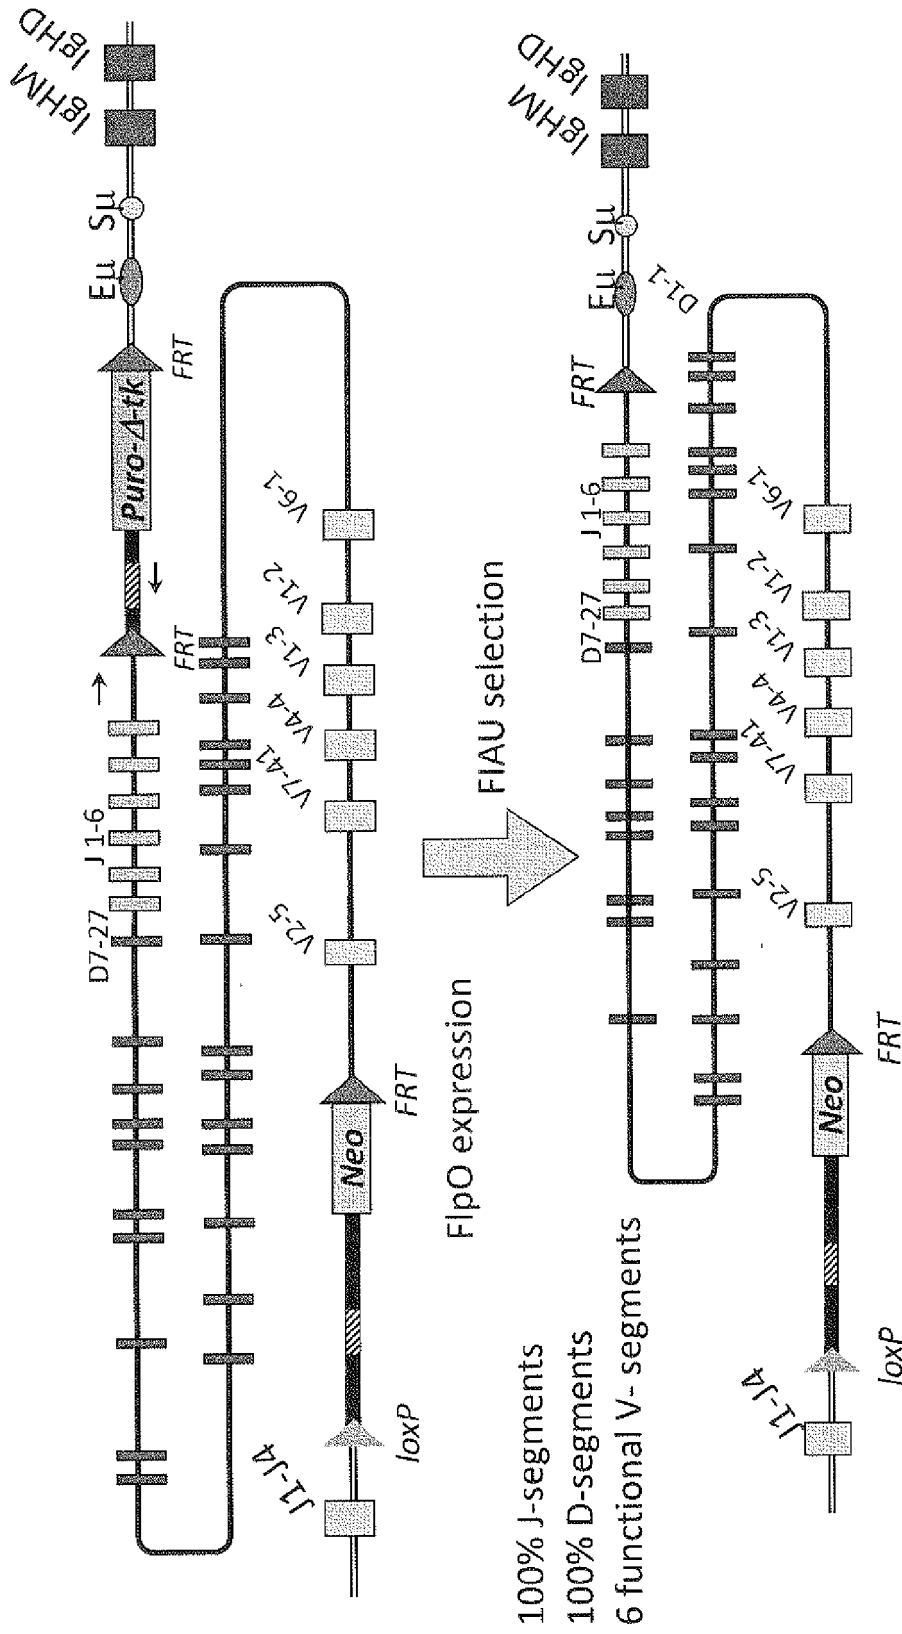 IgHD
IgHM
Sµ
Eµ
Puro-Δ-tk
FRT
FRT
J 1-6
D7-27
V6-1
V1-2
V1-3
V4-4
V7-41
V2-5
FRT
Neo
loxP
J1-J4
FlpO expression
FIAU selection
100% J-segments
100% D-segments
6 functional V- segments
IgHD
IgHM
Sµ
Eµ
FRT
J 1-6
D7-27
D1-1
V6-1
V1-2
V1-3
V4-4
V7-41
V2-5
FRT
Neo
loxP
J1-J4